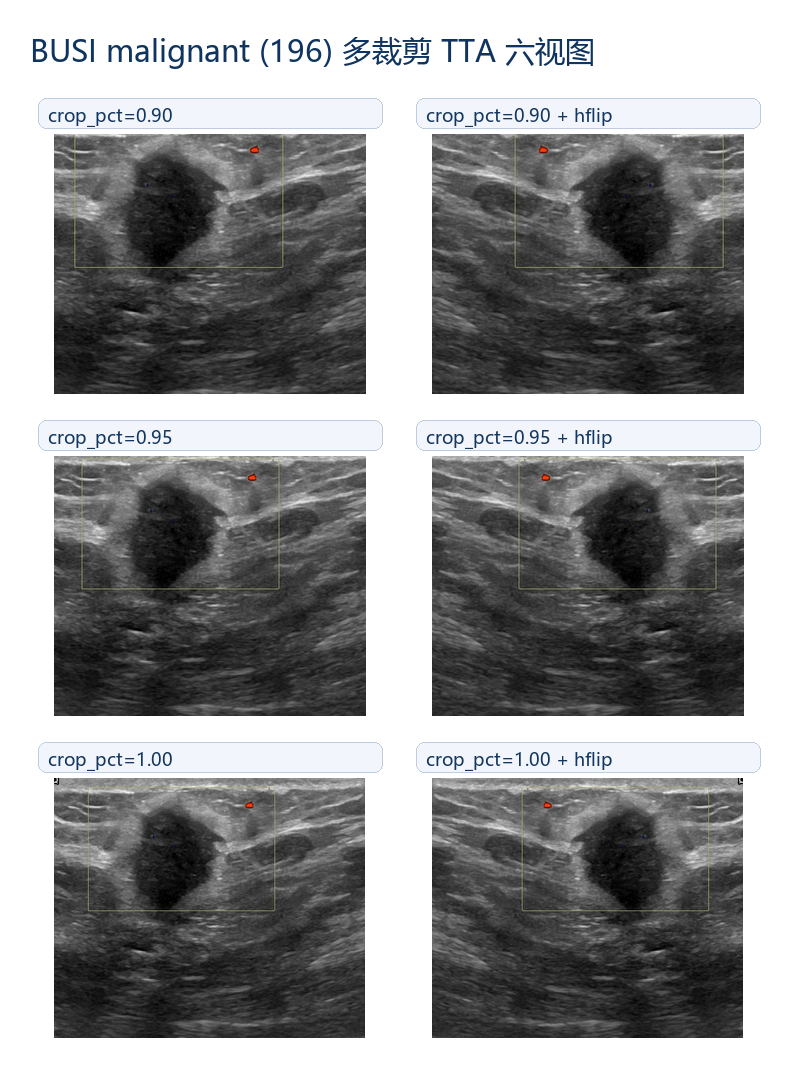 BUSI malignant (196) 多裁剪 TTA 六视图
crop_pct=0.90
crop_pct=0.90 + hflip
crop_pct=0.95
crop_pct=0.95 + hflip
crop_pct=1.00
crop_pct=1.00 + hflip